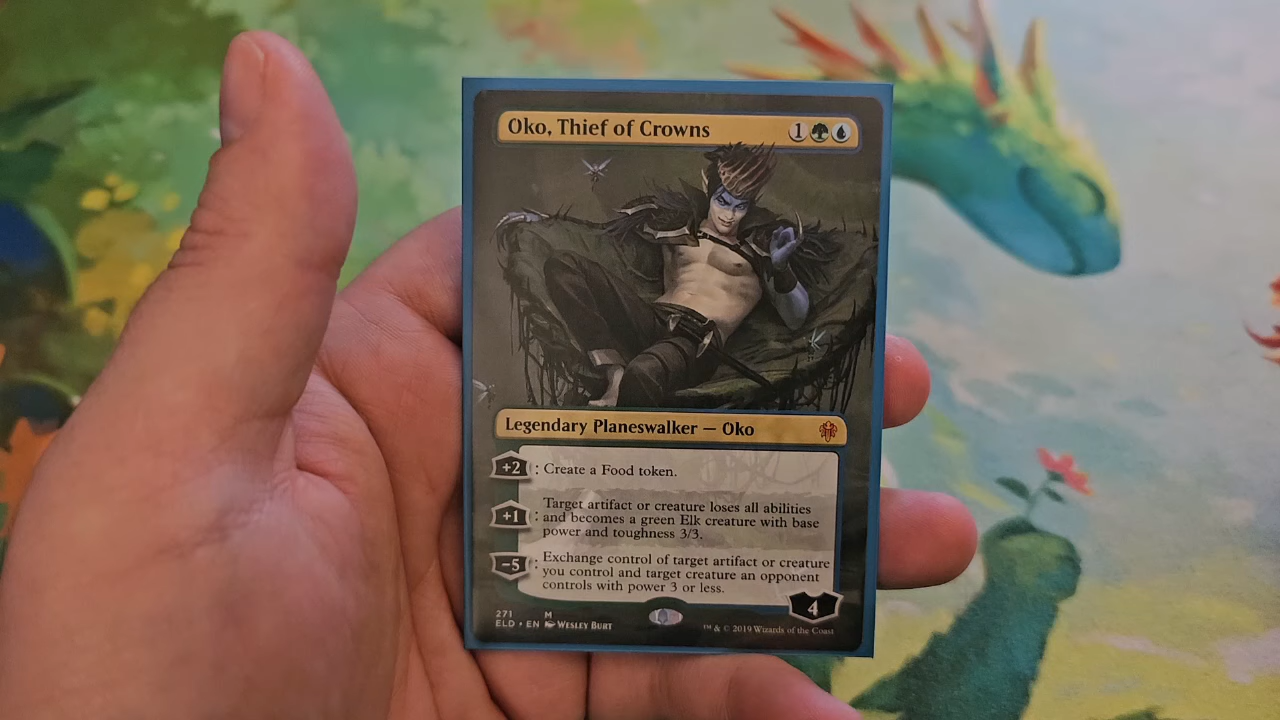 Oko, Thief of Crowns 1
Legendary Planeswalker — Oko
+2 : Create a Food token.
+1 : Target artifact or creature loses all abilities
and becomes a green Elk creature with base
power and toughness 3/3.
−5 : Exchange control of target artifact or creature
you control and target creature an opponent
controls with power 3 or less.
4
271 M
ELD • EN Wesley Burt
™ & © 2019 Wizards of the Coast